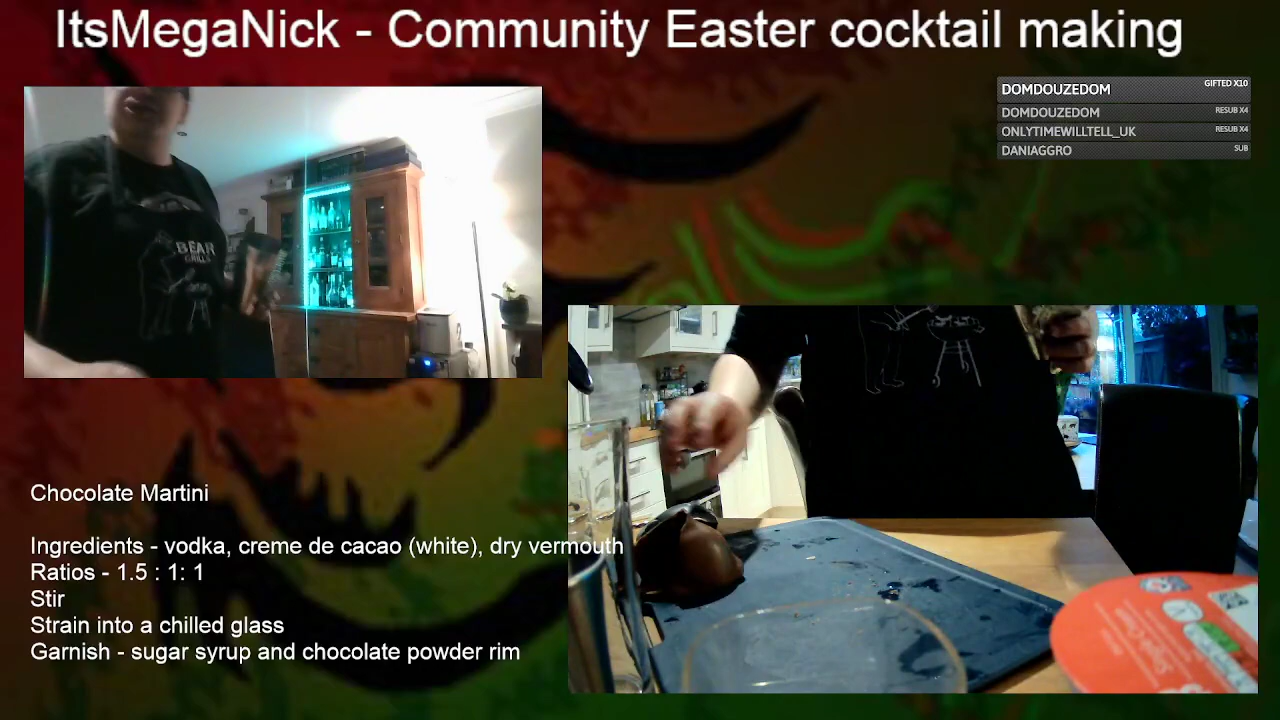 ItsMegaNick - Community Easter cocktail making
GIFTED X10
DOMDOUZEDOM
DOMDOUZEDOM
RESUB X4
ONLYTIMEWILLTELL_UK
RESUB X4
DANIAGGRO
SUB
BEAR
GRILLS
Chocolate Martini
Ingredients - vodka, creme de cacao (white), dry vermouth
Ratios - 1.5 : 1: 1
Stir
Strain into a chilled glass
Garnish - sugar syrup and chocolate powder rim